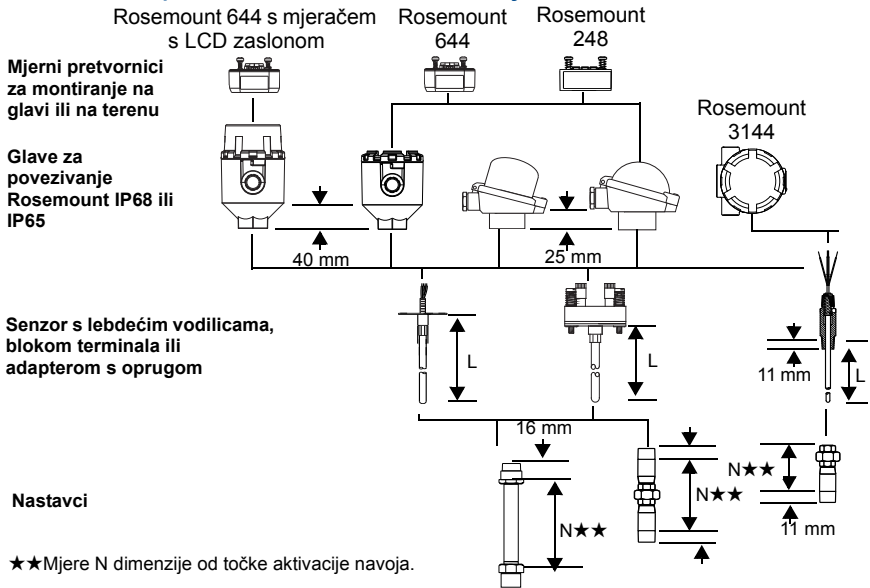 Rosemount 644 s mjeračem
s LCD zaslonom
Rosemount
644
Rosemount
248
Mjerni pretvornici
za montiranje na
glavi ili na terenu
Rosemount
3144
Glave za
povezivanje
Rosemount IP68 ili
IP65
40 mm
25 mm
Senzor s lebdećim vodilicama,
blokom terminala ili
adapterom s oprugom
L
L
11 mm
L
16 mm
Nastavci
N★★
N★★
N★★
11 mm
★★Mjere N dimenzije od točke aktivacije navoja.